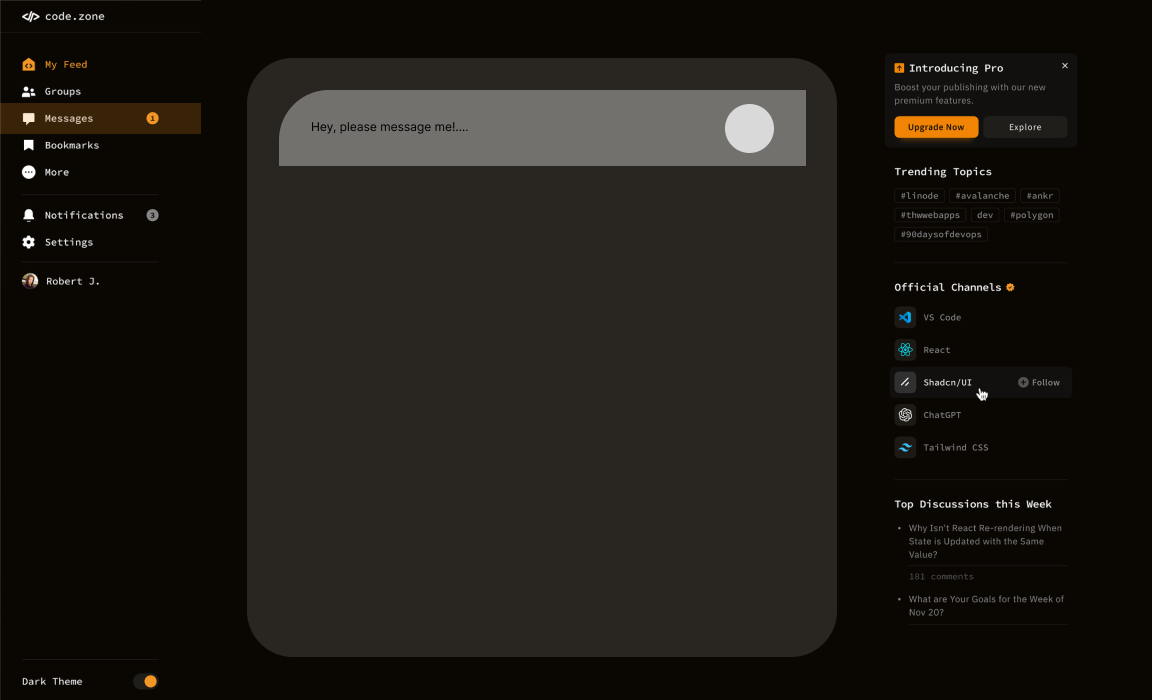 code.zone
My Feed
Groups
Messages 1
Bookmarks
More
Notifications 3
Settings
Robert J.
Dark Theme
Hey, please message me!....
Introducing Pro
Boost your publishing with our new
premium features.
Upgrade Now Explore
Trending Topics
#linode #avalanche #ankr
#thwwebapps dev #polygon
#90daysofdevops
Official Channels
VS Code
React
Shadcn/UI Follow
ChatGPT
Tailwind CSS
Top Discussions this Week
• Why Isn't React Re-rendering When
State is Updated with the Same
Value?
181 comments
• What are Your Goals for the Week of
Nov 20?